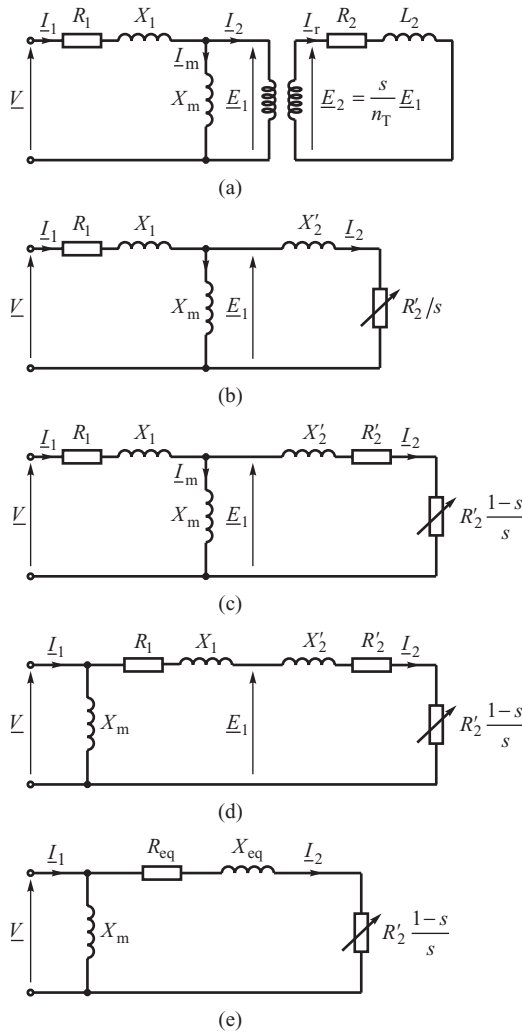 I1 R1 X1 I2 Ir R2 L2
Im
V Xm E1 E2 = s/nT E1
(a)
I1 R1 X1 X′2 I2
V Xm E1 R′2/s
(b)
I1 R1 X1 X′2 R′2 I2
Im
V Xm E1 R′2 1−s/s
(c)
I1 R1 X1 X′2 R′2 I2
V Xm E1 R′2 1−s/s
(d)
I1 Req Xeq I2
V Xm R′2 1−s/s
(e)